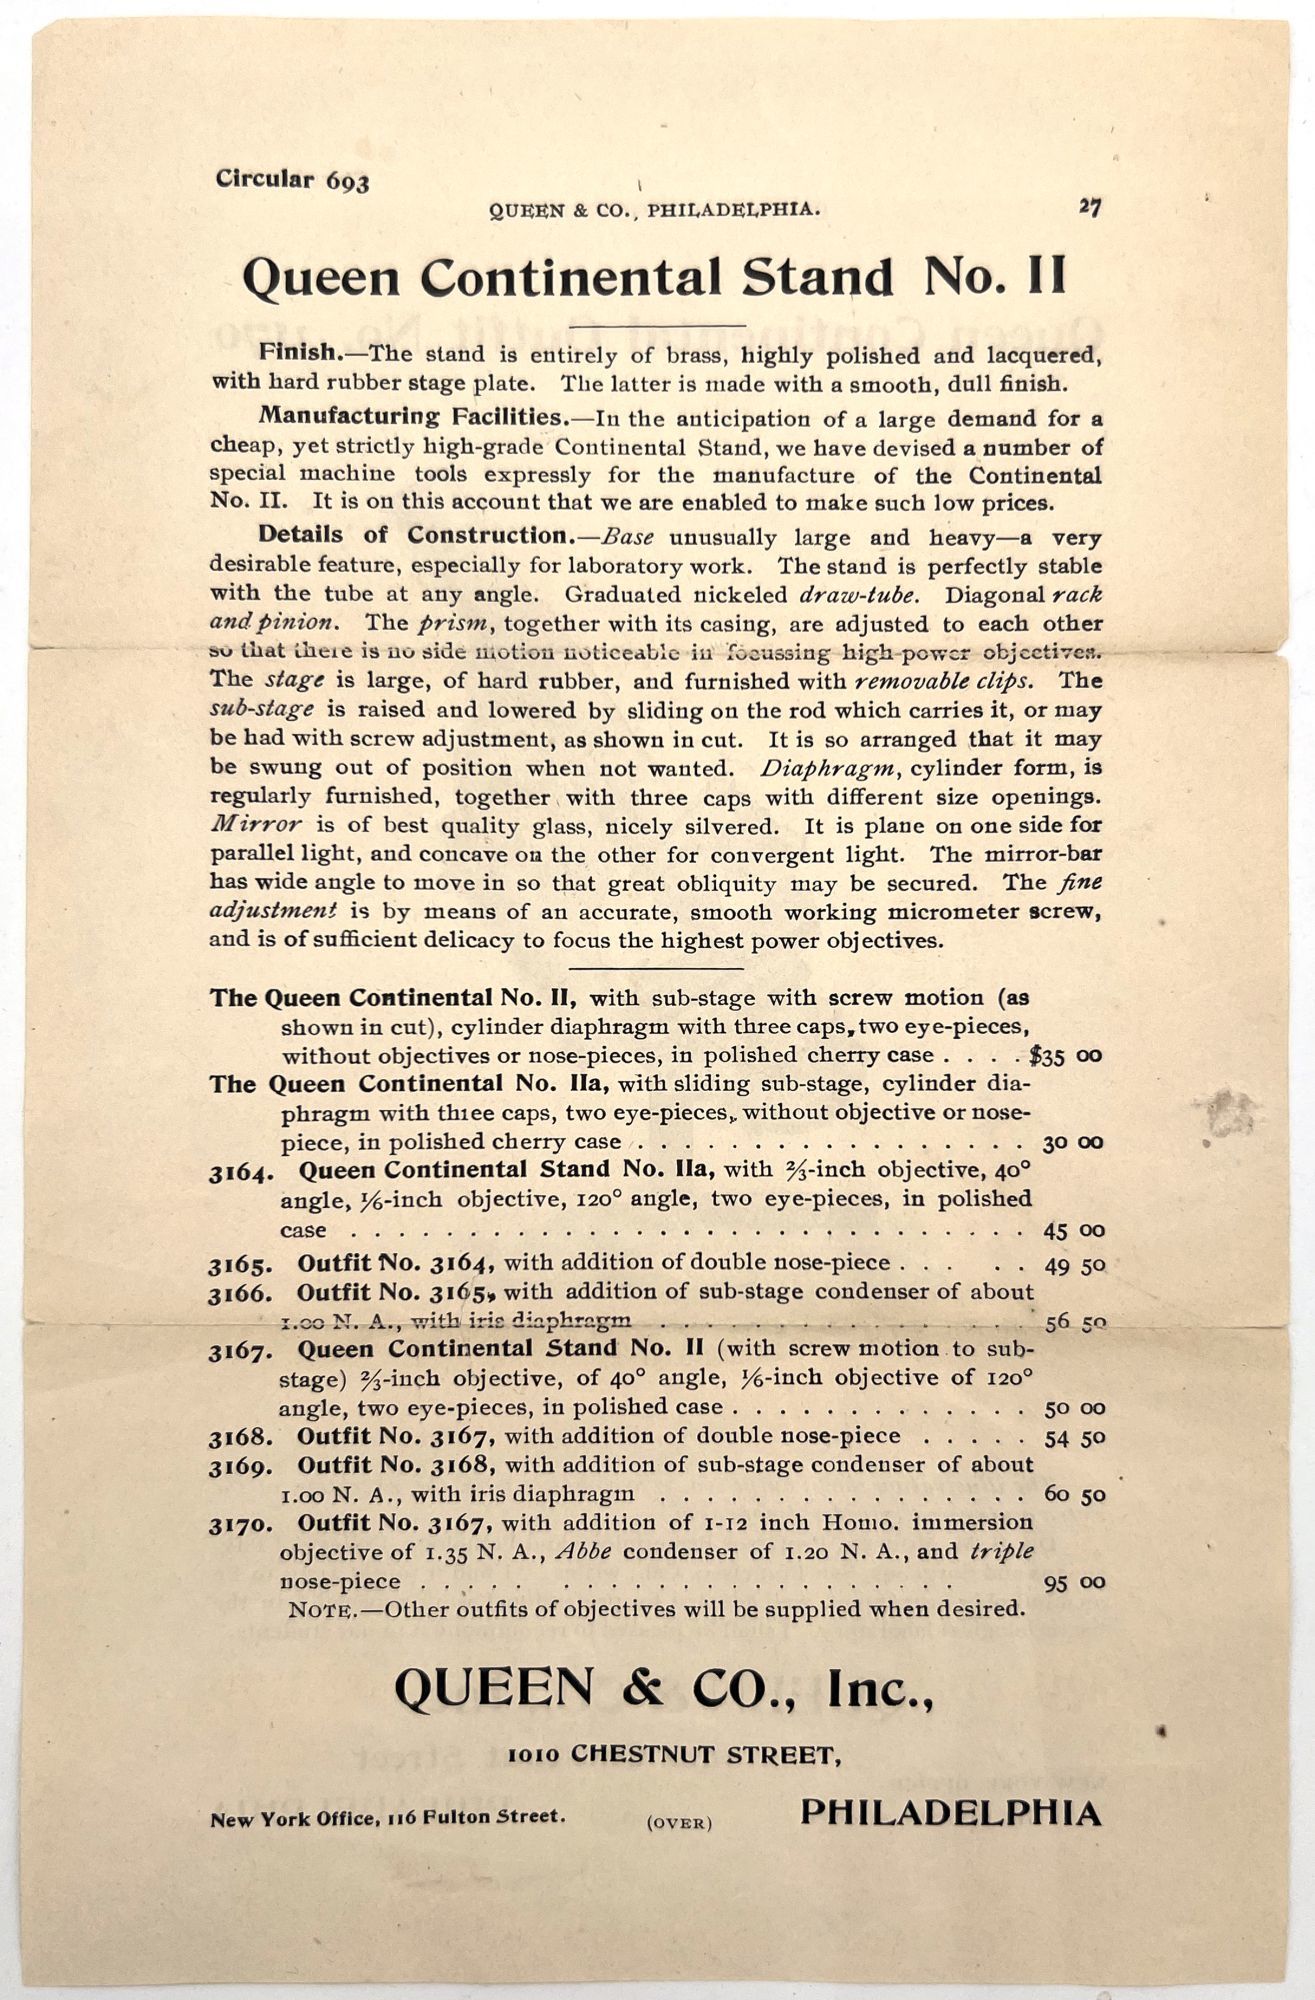 Circular 693
QUEEN & CO., PHILADELPHIA.
27
Queen Continental Stand No. II
Finish.—The stand is entirely of brass, highly polished and lacquered,
with hard rubber stage plate. The latter is made with a smooth, dull finish.
Manufacturing Facilities.—In the anticipation of a large demand for a
cheap, yet strictly high-grade Continental Stand, we have devised a number of
special machine tools expressly for the manufacture of the Continental
No. II. It is on this account that we are enabled to make such low prices.
Details of Construction.—Base unusually large and heavy—a very
desirable feature, especially for laboratory work. The stand is perfectly stable
with the tube at any angle. Graduated nickeled draw-tube. Diagonal rack
and pinion. The prism, together with its casing, are adjusted to each other
so that there is no side motion noticeable in focussing high-power objectives.
The stage is large, of hard rubber, and furnished with removable clips. The
sub-stage is raised and lowered by sliding on the rod which carries it, or may
be had with screw adjustment, as shown in cut. It is so arranged that it may
be swung out of position when not wanted. Diaphragm, cylinder form, is
regularly furnished, together with three caps with different size openings.
Mirror is of best quality glass, nicely silvered. It is plane on one side for
parallel light, and concave on the other for convergent light. The mirror-bar
has wide angle to move in so that great obliquity may be secured. The fine
adjustment is by means of an accurate, smooth working micrometer screw,
and is of sufficient delicacy to focus the highest power objectives.
The Queen Continental No. II, with sub-stage with screw motion (as
shown in cut), cylinder diaphragm with three caps, two eye-pieces,
without objectives or nose-pieces, in polished cherry case . . . . $35 00
The Queen Continental No. IIa, with sliding sub-stage, cylinder dia-
phragm with three caps, two eye-pieces, without objective or nose-
piece, in polished cherry case . . . . . . . . . . . . . . . . . 30 00
3164. Queen Continental Stand No. IIa, with ⅔-inch objective, 40°
angle, ⅙-inch objective, 120° angle, two eye-pieces, in polished
case . . . . . . . . . . . . . . . . . . . . . . . . . . . . . 45 00
3165. Outfit No. 3164, with addition of double nose-piece . . . . . 49 50
3166. Outfit No. 3165, with addition of sub-stage condenser of about
1.00 N. A., with iris diaphragm . . . . . . . . . . . . . . . . 56 50
3167. Queen Continental Stand No. II (with screw motion to sub-
stage) ⅔-inch objective, of 40° angle, ⅙-inch objective of 120°
angle, two eye-pieces, in polished case . . . . . . . . . . . . . 50 00
3168. Outfit No. 3167, with addition of double nose-piece . . . . . 54 50
3169. Outfit No. 3168, with addition of sub-stage condenser of about
1.00 N. A., with iris diaphragm . . . . . . . . . . . . . . . . 60 50
3170. Outfit No. 3167, with addition of 1-12 inch Homo. immersion
objective of 1.35 N. A., Abbe condenser of 1.20 N. A., and triple
nose-piece . . . . . . . . . . . . . . . . . . . . . . 95 00
NOTE.—Other outfits of objectives will be supplied when desired.
QUEEN & CO., Inc.,
1010 CHESTNUT STREET,
New York Office, 116 Fulton Street. (OVER) PHILADELPHIA